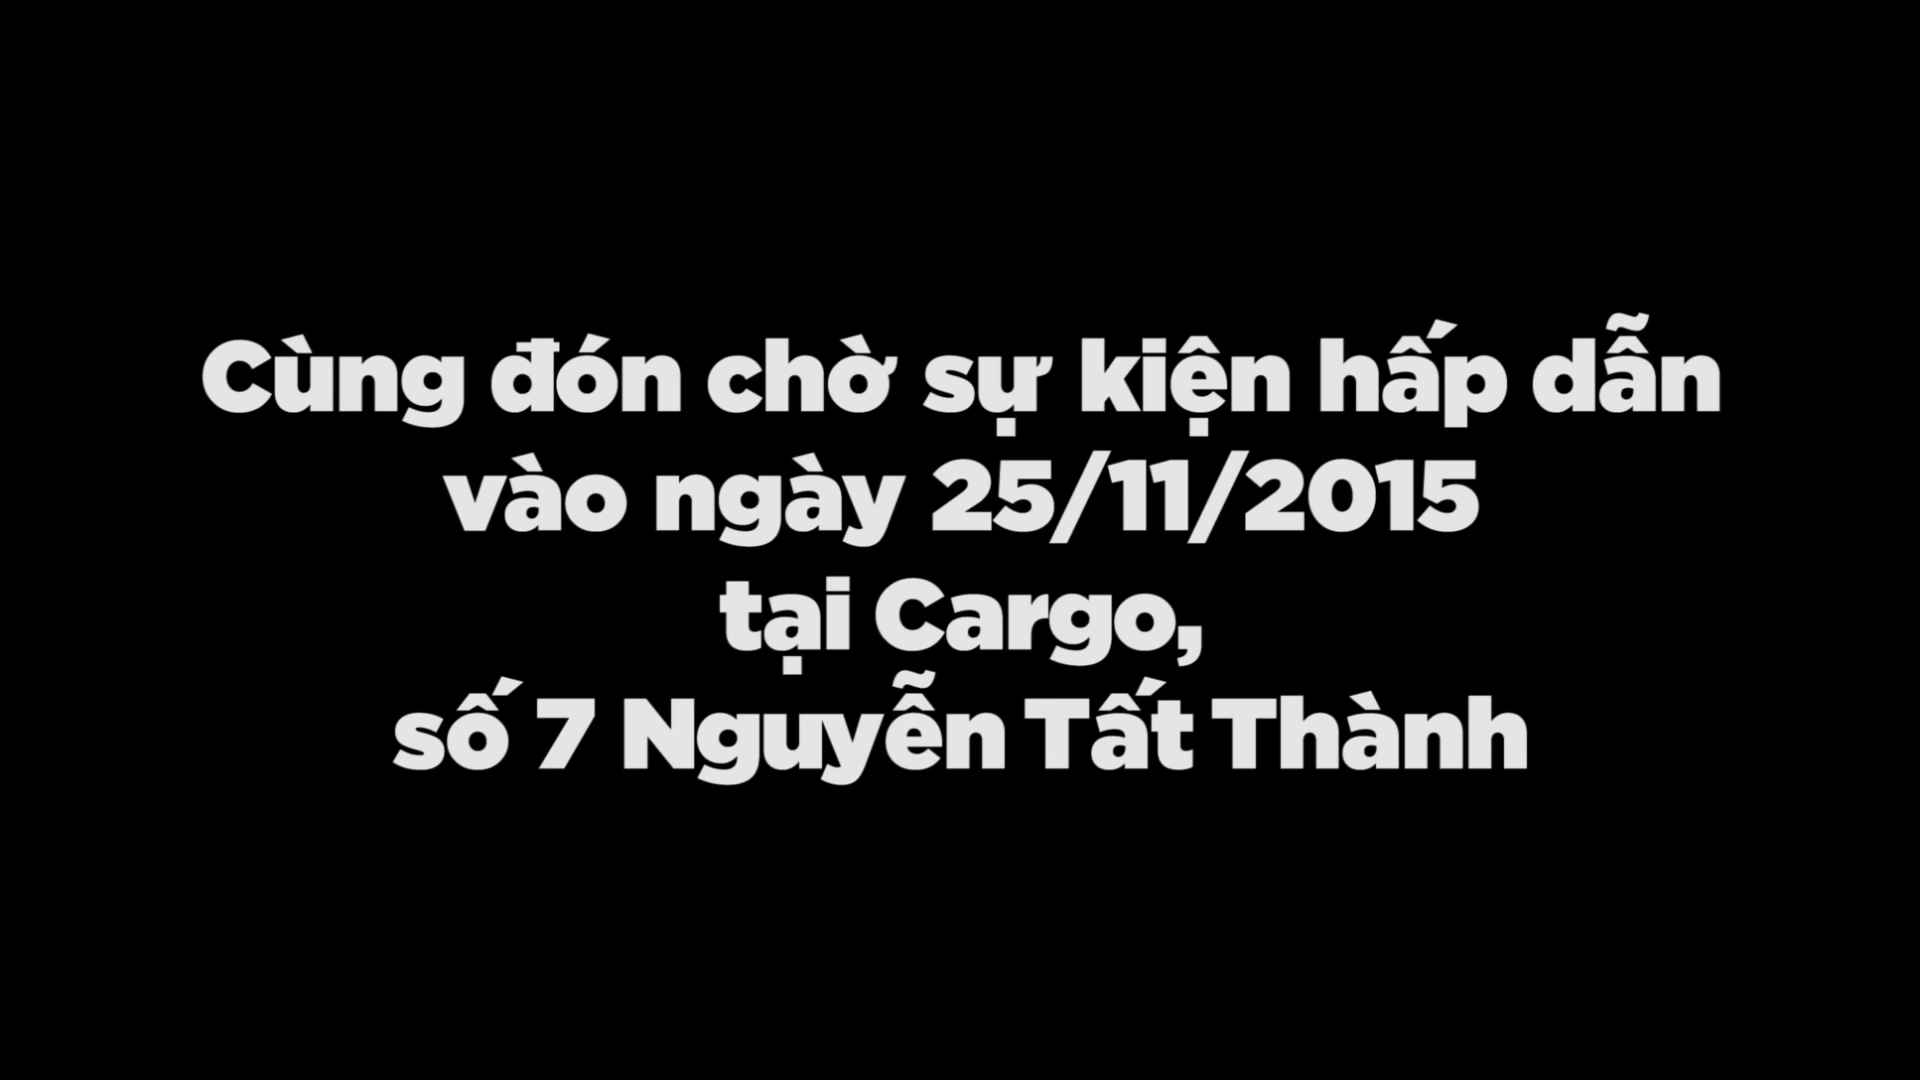 Cùng đón chờ sự kiện hấp dẫn
vào ngày 25/11/2015
tại Cargo,
số 7 Nguyễn Tất Thành